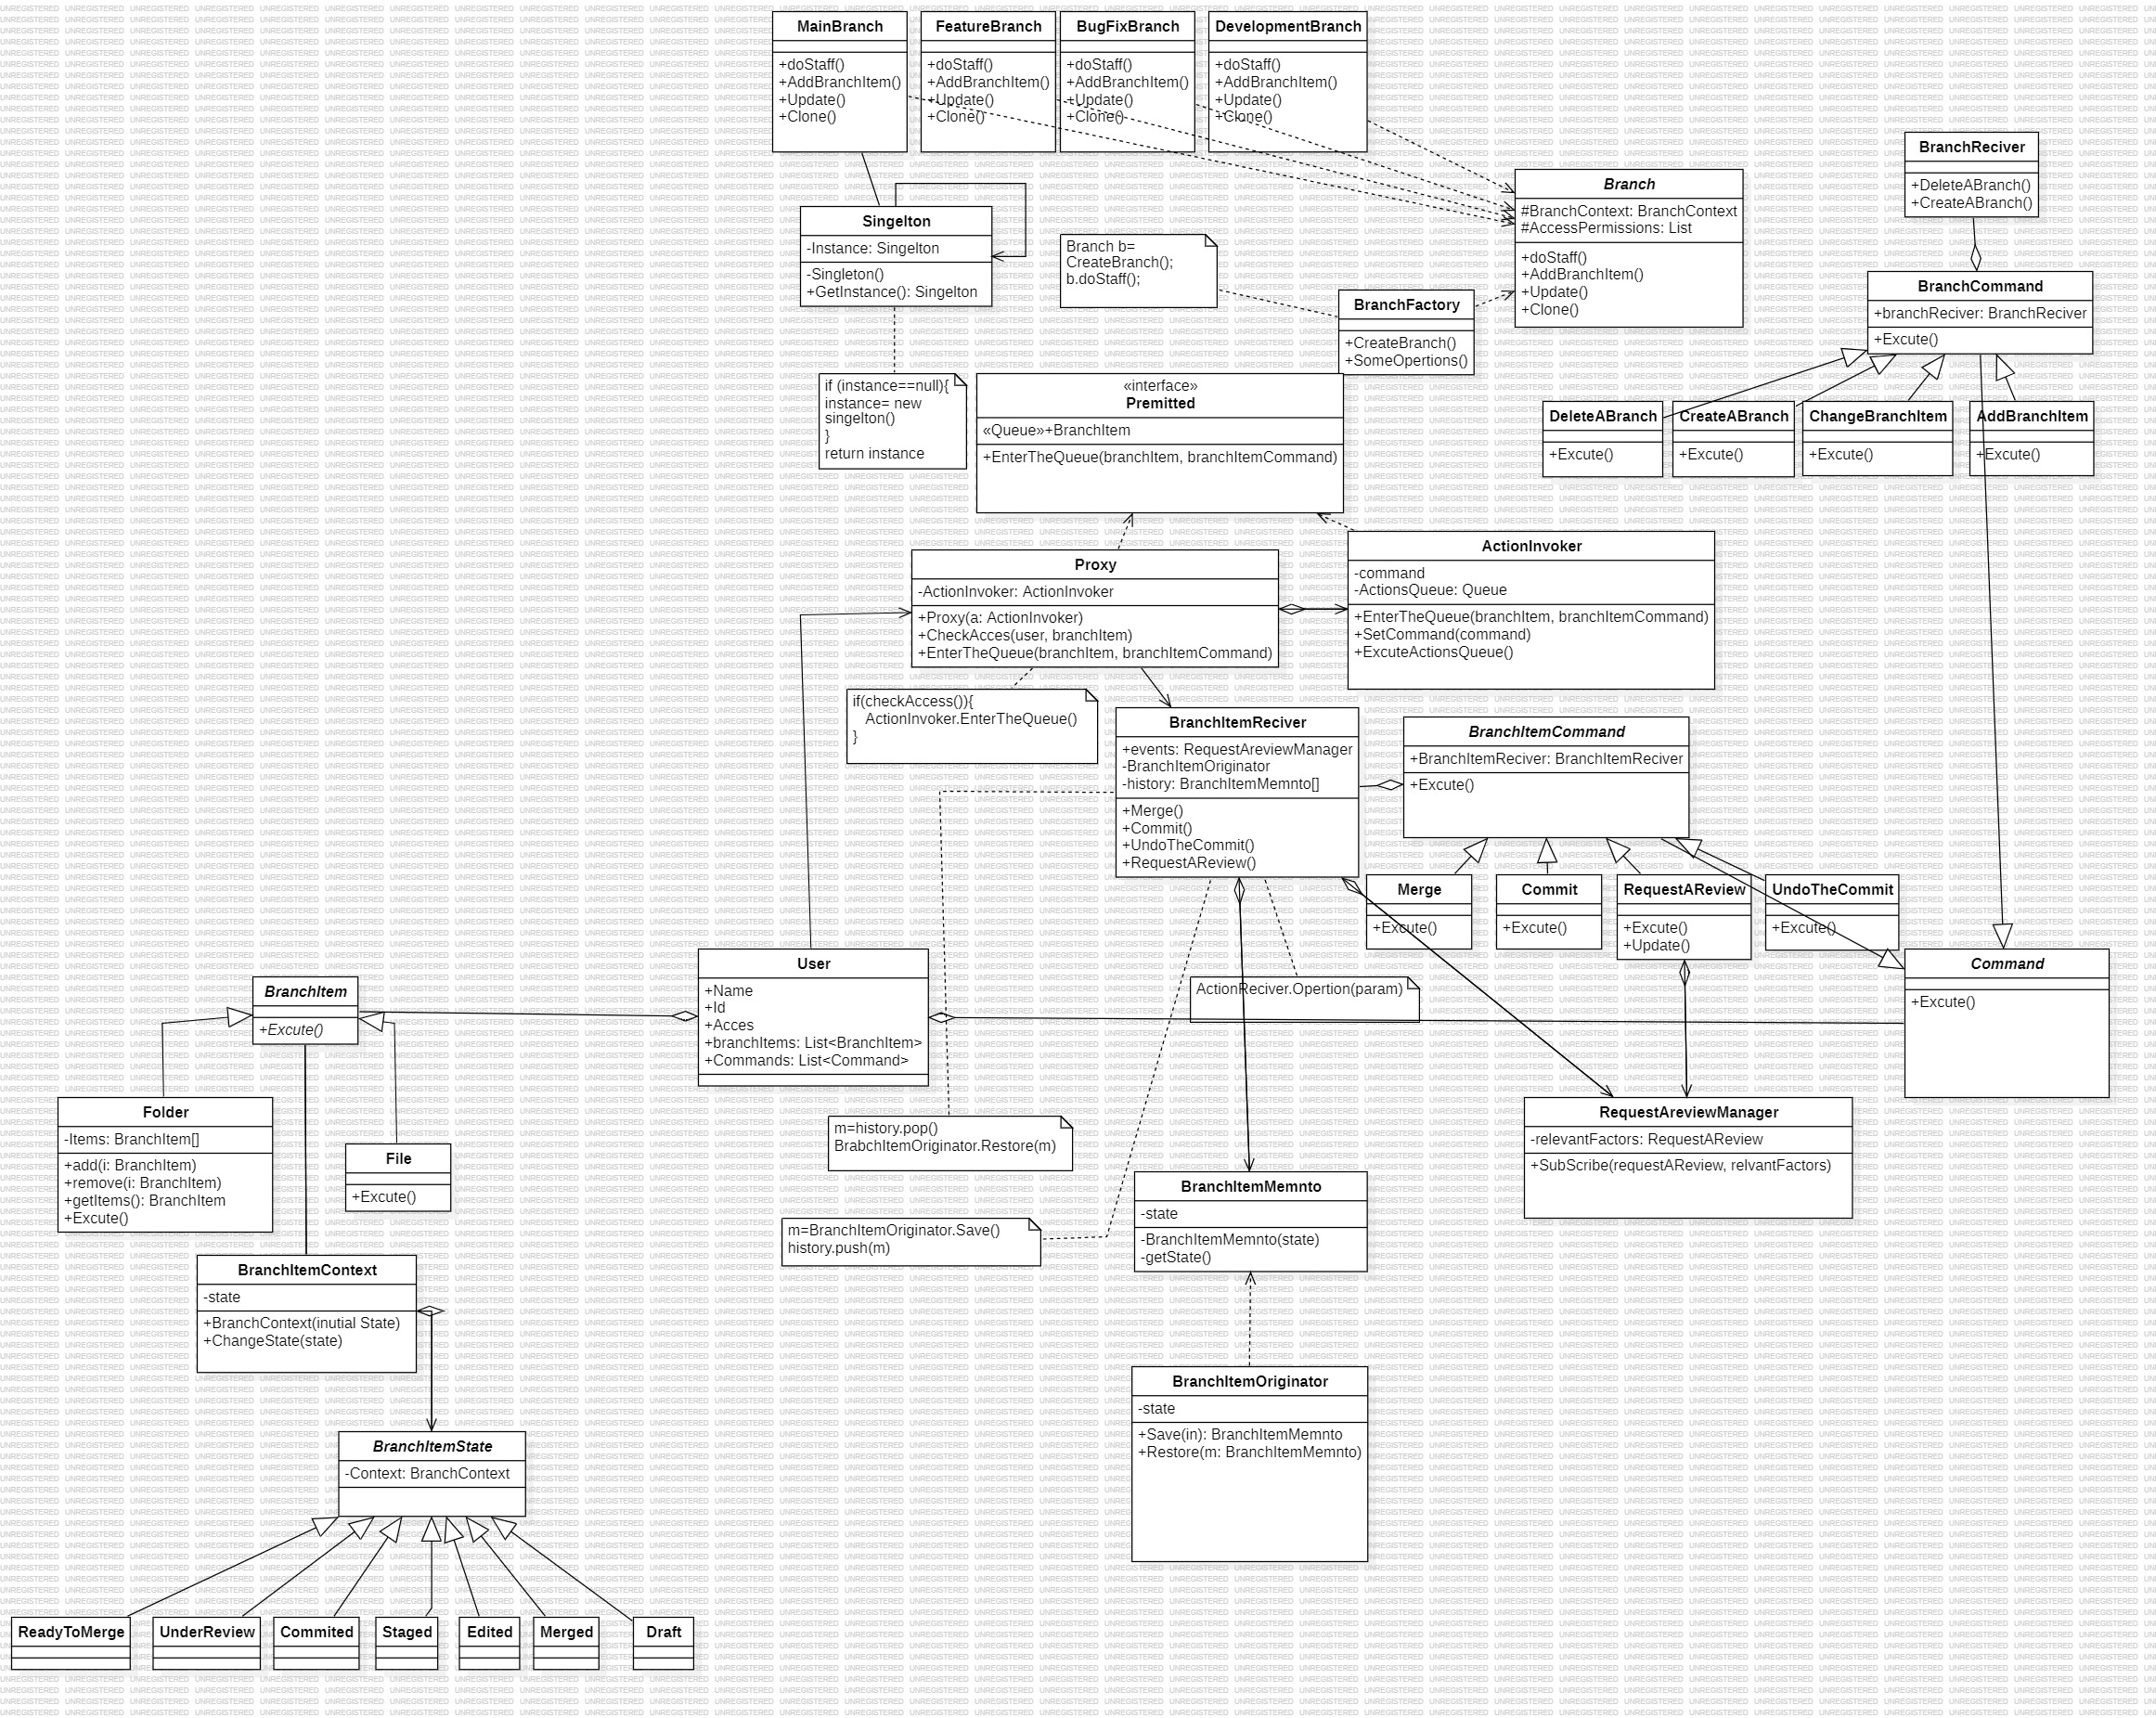 MainBranch
+doStaff()
+AddBranchItem()
+Update()
+Clone()
FeatureBranch
+doStaff()
+AddBranchItem()
+Update()
+Clone()
BugFixBranch
+doStaff()
+AddBranchItem()
+Update()
+Clone()
DevelopmentBranch
+doStaff()
+AddBranchItem()
+Update()
+Clone()
BranchReciver
+DeleteABranch()
+CreateABranch()
Branch
#BranchContext: BranchContext
#AccessPermissions: List
+doStaff()
+AddBranchItem()
+Update()
+Clone()
Singelton
-Instance: Singelton
-Singleton()
+GetInstance(): Singelton
Branch b=
CreateBranch();
b.doStaff();
BranchFactory
+CreateBranch()
+SomeOpertions()
BranchCommand
+branchReciver: BranchReciver
+Excute()
if (instance==null){
instance= new
singelton()
}
return instance
«interface»
Premitted
«Queue»+BranchItem
+EnterTheQueue(branchItem, branchItemCommand)
DeleteABranch
+Excute()
CreateABranch
+Excute()
ChangeBranchItem
+Excute()
AddBranchItem
+Excute()
Proxy
-ActionInvoker: ActionInvoker
+Proxy(a: ActionInvoker)
+CheckAcces(user, branchItem)
+EnterTheQueue(branchItem, branchItemCommand)
ActionInvoker
-command
-ActionsQueue: Queue
+EnterTheQueue(branchItem, branchItemCommand)
+SetCommand(command)
+ExcuteActionsQueue()
if(checkAccess()){
ActionInvoker.EnterTheQueue()
}
BranchItemReciver
+events: RequestAreviewManager
-BranchItemOriginator
-history: BranchItemMemnto[]
+Merge()
+Commit()
+UndoTheCommit()
+RequestAReview()
BranchItemCommand
+BranchItemReciver: BranchItemReciver
+Excute()
Merge
+Excute()
Commit
+Excute()
RequestAReview
+Excute()
+Update()
UndoTheCommit
+Excute()
Command
+Excute()
User
+Name
+Id
+Acces
+branchItems: List<BranchItem>
+Commands: List<Command>
ActionReciver.Opertion(param)
BranchItem
+Excute()
Folder
-Items: BranchItem[]
+add(i: BranchItem)
+remove(i: BranchItem)
+getItems(): BranchItem
+Excute()
File
+Excute()
m=history.pop()
BrabchItemOriginator.Restore(m)
RequestAreviewManager
-relevantFactors: RequestAReview
+SubScribe(requestAReview, relvantFactors)
m=BranchItemOriginator.Save()
history.push(m)
BranchItemMemnto
-state
-BranchItemMemnto(state)
-getState()
BranchItemContext
-state
+BranchContext(inutial State)
+ChangeState(state)
BranchItemOriginator
-state
+Save(in): BranchItemMemnto
+Restore(m: BranchItemMemnto)
BranchItemState
-Context: BranchContext
ReadyToMerge
UnderReview
Commited
Staged
Edited
Merged
Draft
UNREGISTERED